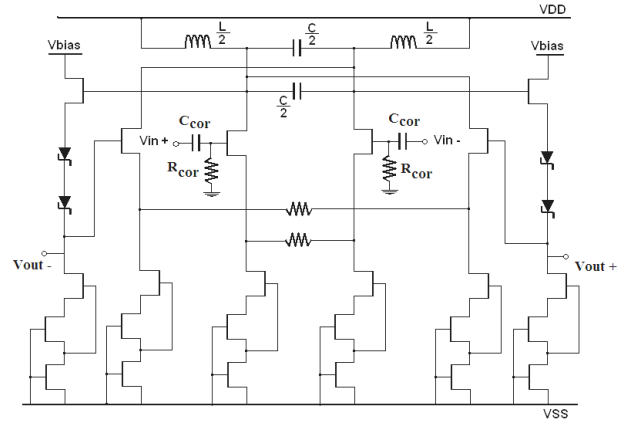 VDD
L/2
C/2
L/2
Vbias
Vbias
C/2
Ccor
Ccor
Vin +
Vin -
Rcor
Rcor
Vout -
Vout +
VSS